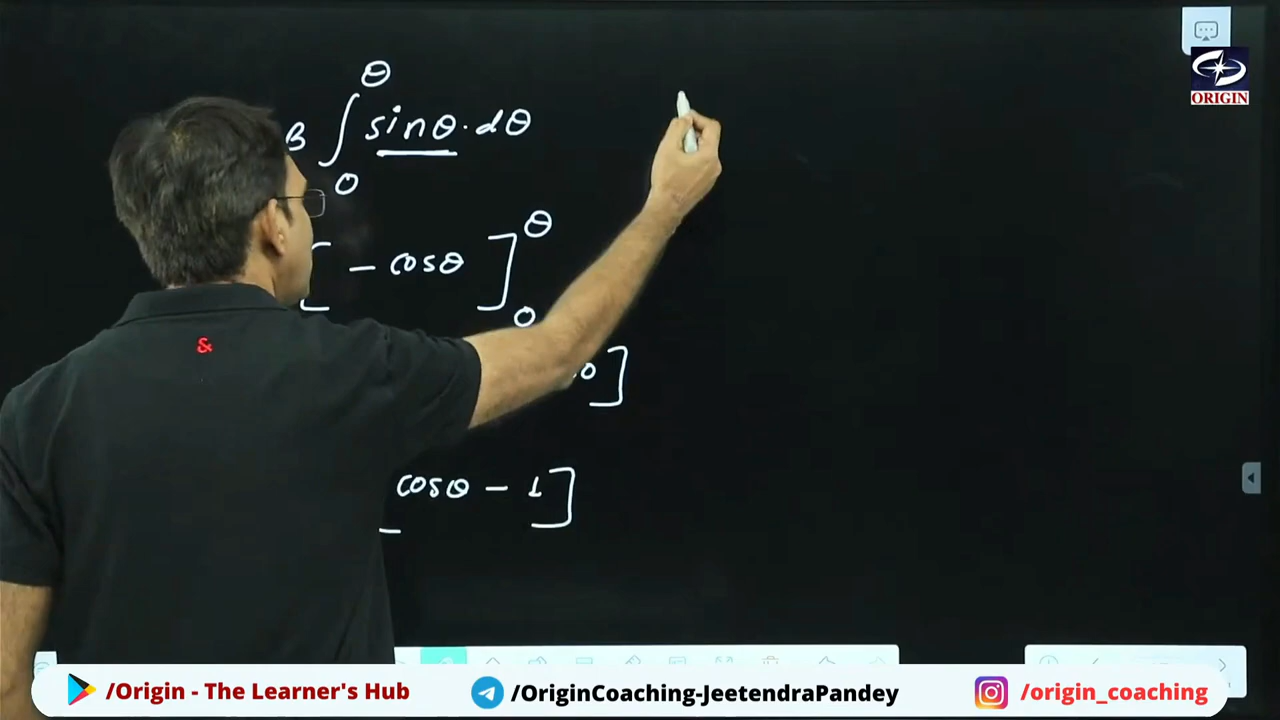 ORIGIN
B ∫₀^θ sinθ·dθ
[ - cosθ ]₀^θ
0 ]
cosθ - 1 ]
&
/Origin - The Learner's Hub
/OriginCoaching-JeetendraPandey
/origin_coaching